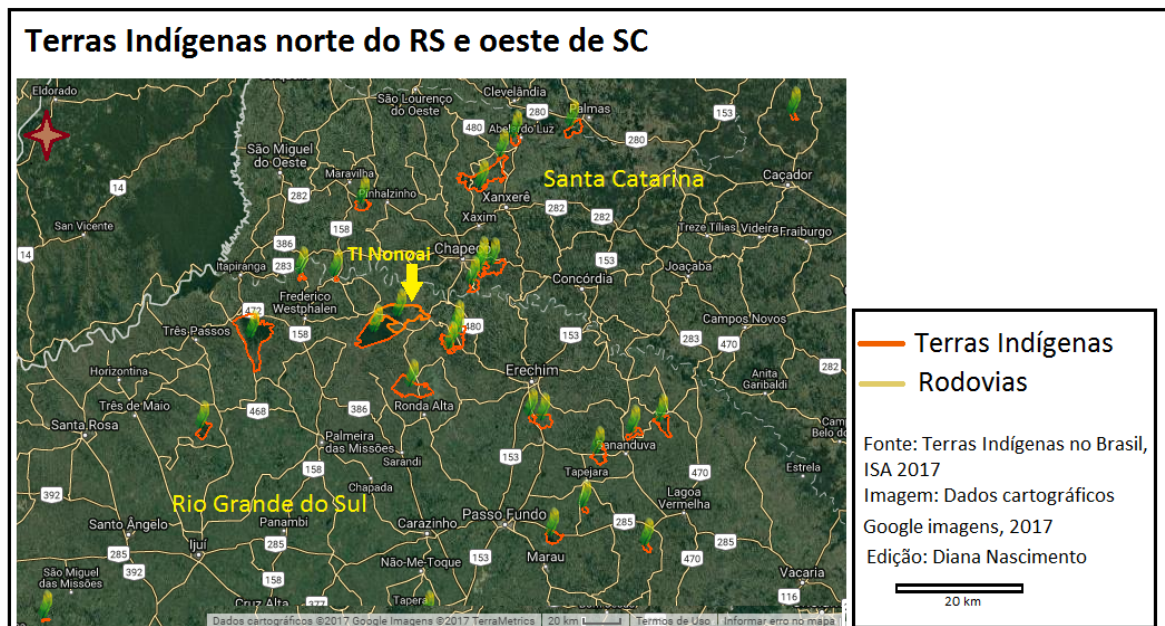 Terras Indígenas norte do RS e oeste de SC
Eldorado
São Lourenço
do Oeste
Clevelândia
280
Palmas
153
480
Abelardo Luz
280
São Miguel
do Oeste
14
Maravilha
Pinhalzinho
282
Santa Catarina
Caçador
Xanxerê
282
282
San Vicente
158
Xaxim
Treze Tílias
Videira
Fraiburgo
386
14
TI Nonoai
Chapecó
153
Itapiranga
283
Joaçaba
Concórdia
Frederico
Westphalen
472
480
Campos Novos
Três Passos
158
153
283
470
282
Horizontina
Erechim
Anita
Garibaldi
Três de Maio
468
386
Ronda Alta
Santa Rosa
Palmeira
das Missões
Sananduva
Sarandi
153
Tapejara
470
Estrela
158
392
Chapada
Lagoa
Vermelha
Rio Grande do Sul
Santo Ângelo
Panambi
Carazinho
Passo Fundo
285
285
Ijuí
285
392
Não-Me-Toque
153
Marau
470
São Miguel
das Missões
Vacaria
Cruz Alta
377
Tapera
116
Dados cartográficos ©2017 Google Imagens ©2017 TerraMetrics
20 km
Termos de Uso
Informar erro no mapa
Terras Indígenas
Rodovias
Fonte: Terras Indígenas no Brasil,
ISA 2017
Imagem: Dados cartográficos
Google imagens, 2017
Edição: Diana Nascimento
20 km